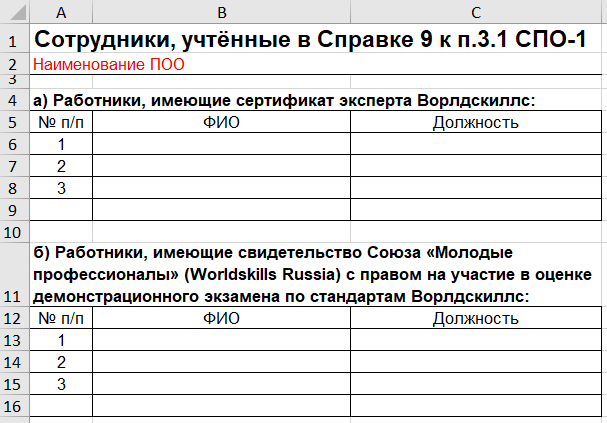 A B C
1 Сотрудники, учтённые в Справке 9 к п.3.1 СПО-1
2 Наименование ПОО
3
4 а) Работники, имеющие сертификат эксперта Ворлдскиллс:
5 № п/п ФИО Должность
6 1
7 2
8 3
9
10
б) Работники, имеющие свидетельство Союза «Молодые
профессионалы» (Worldskills Russia) с правом на участие в оценке
11 демонстрационного экзамена по стандартам Ворлдскиллс:
12 № п/п ФИО Должность
13 1
14 2
15 3
16